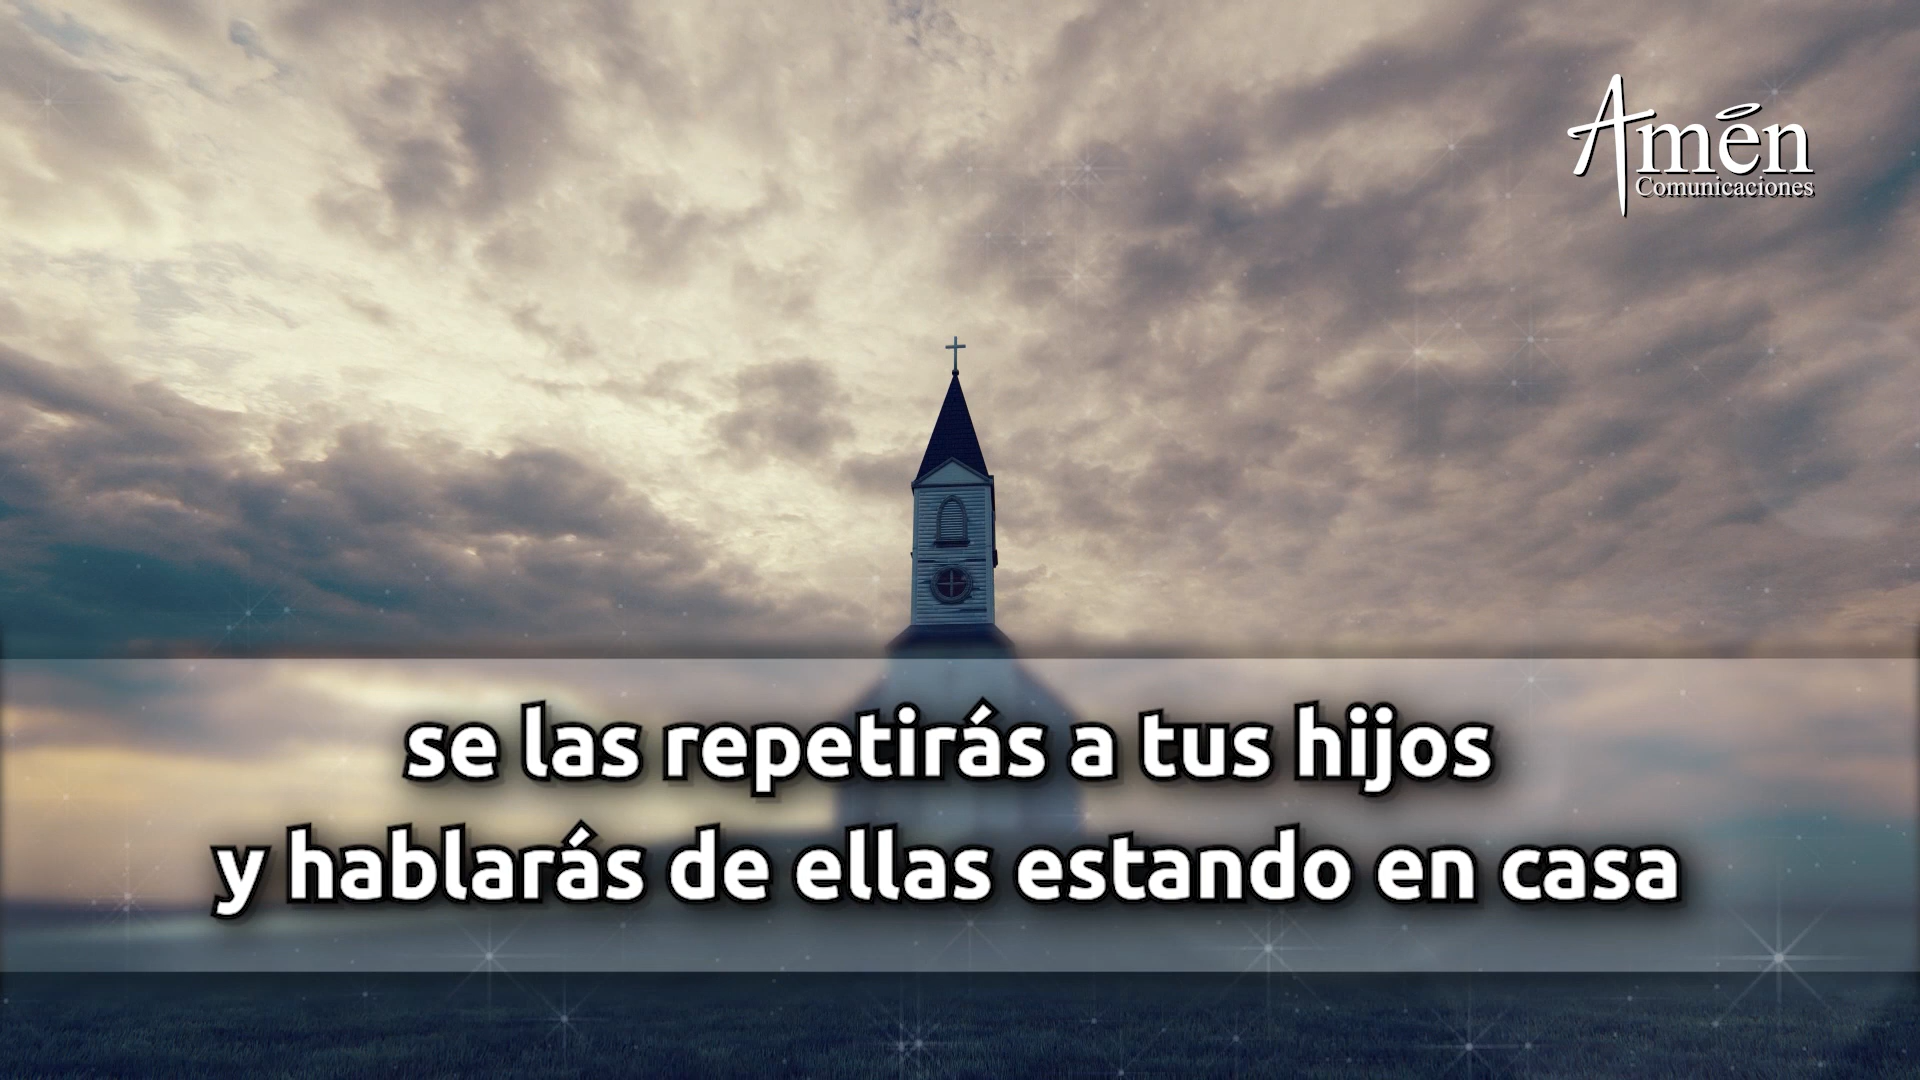 Amén
Comunicaciones
se las repetirás a tus hijos
y hablarás de ellas estando en casa